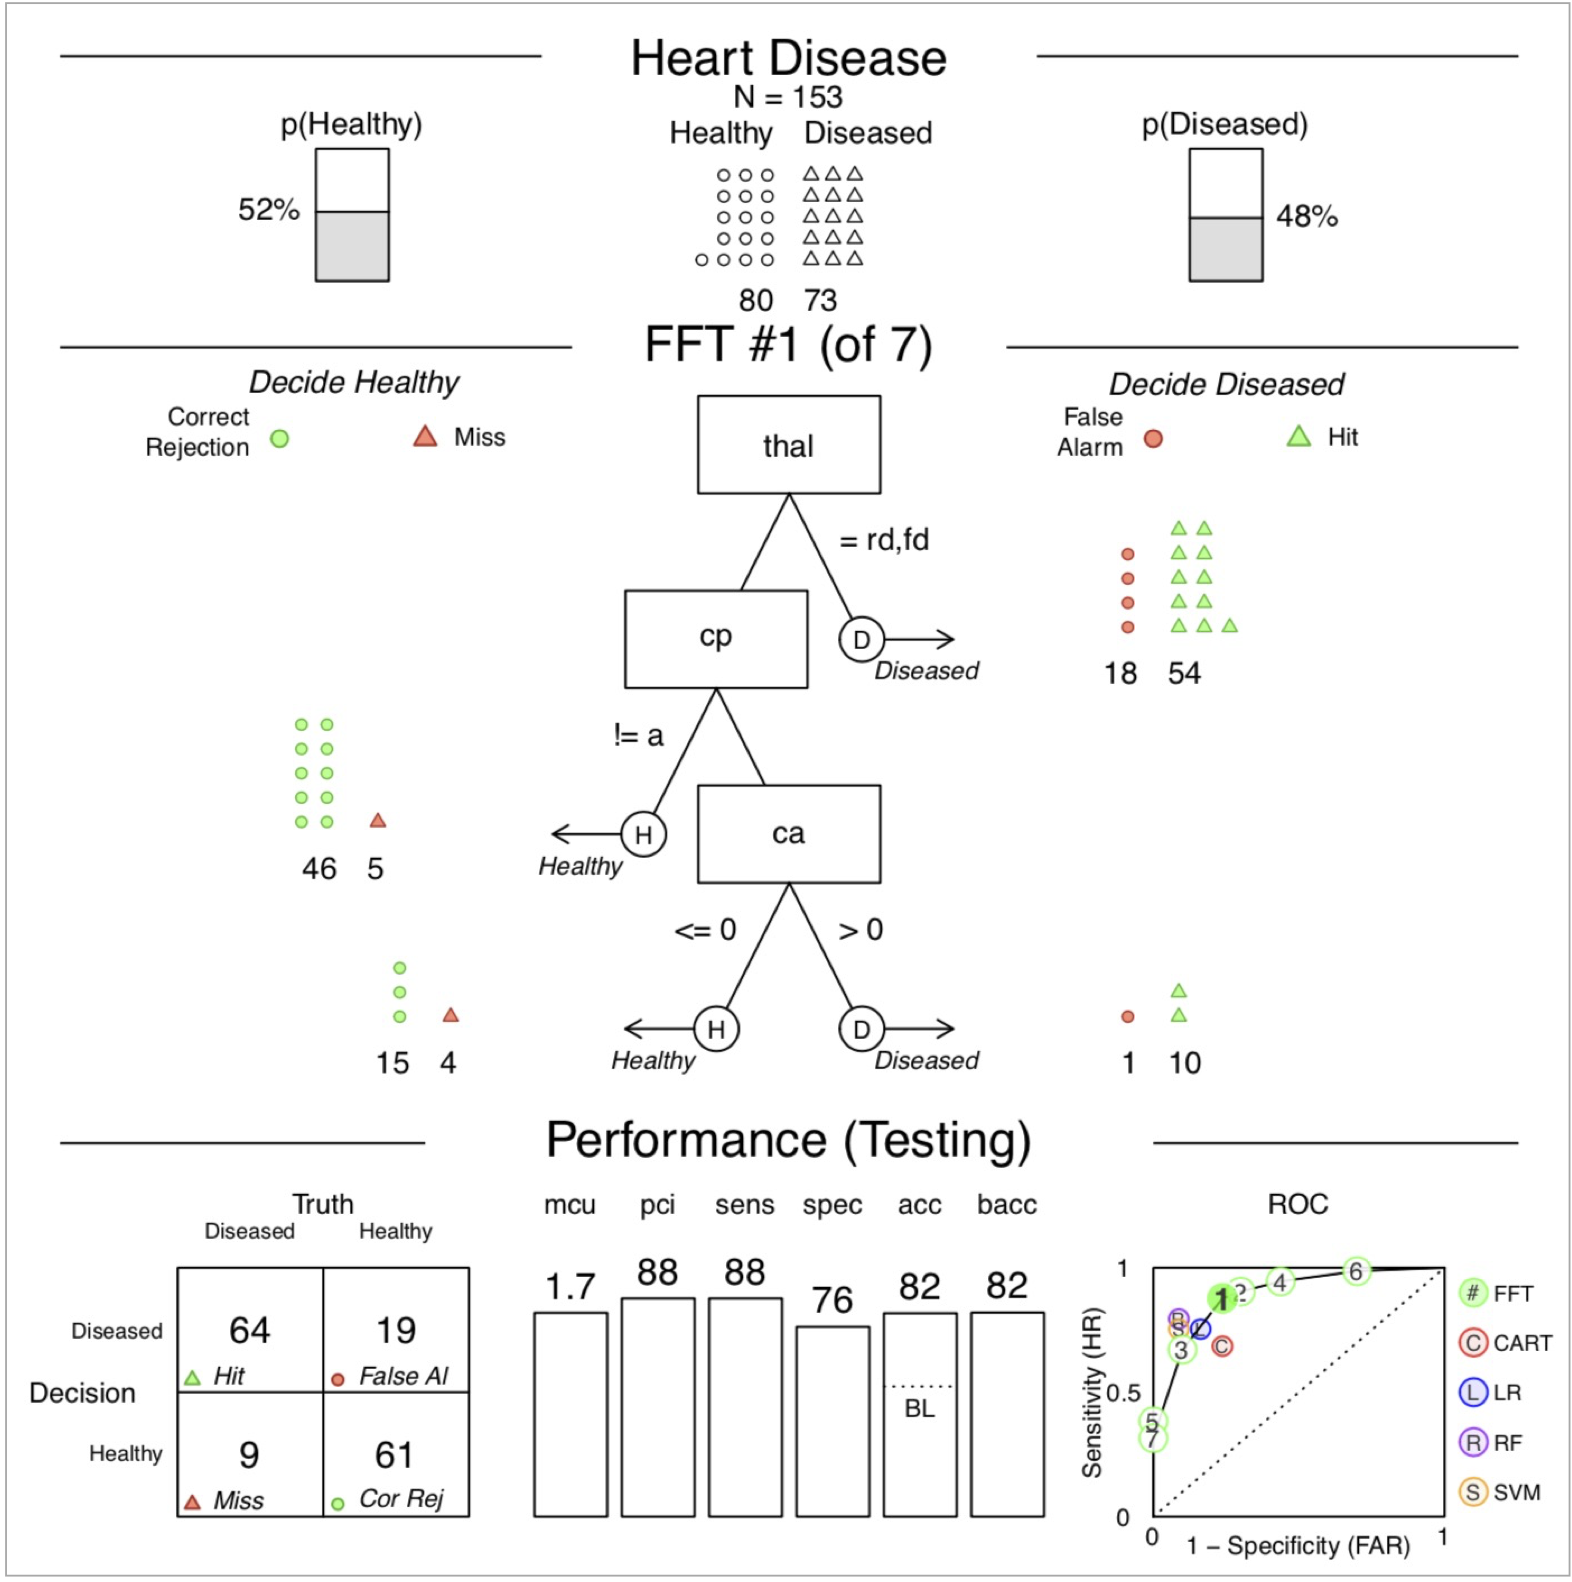 Heart Disease
N = 153
p(Healthy)
Healthy Diseased
p(Diseased)
52%
48%
80 73
FFT #1 (of 7)
Decide Healthy
Decide Diseased
Correct
Rejection
Miss
False
Alarm
Hit
thal
= rd,fd
cp
D
Diseased
18 54
!= a
H
Healthy
ca
46 5
<= 0
> 0
H
Healthy
D
Diseased
15 4
1 10
Performance (Testing)
Truth
Diseased Healthy
mcu pci sens spec acc bacc
ROC
1.7 88 88 76 82 82
BL
Diseased
64
Hit
19
False Al
Decision
Healthy
9
Miss
61
Cor Rej
Sensitivity (HR)
1
0.5
0
0
1
1 – Specificity (FAR)
1
2
3
4
5
6
7
R
S
L
C
# FFT
C CART
L LR
R RF
S SVM